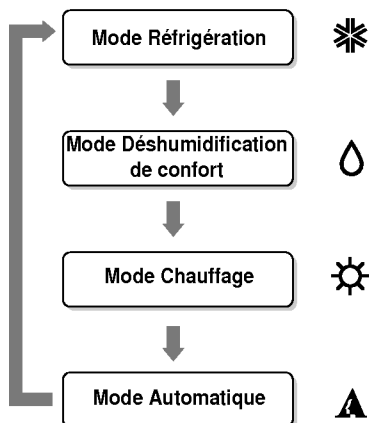 Mode Réfrigération
Mode Déshumidification
de confort
Mode Chauffage
Mode Automatique